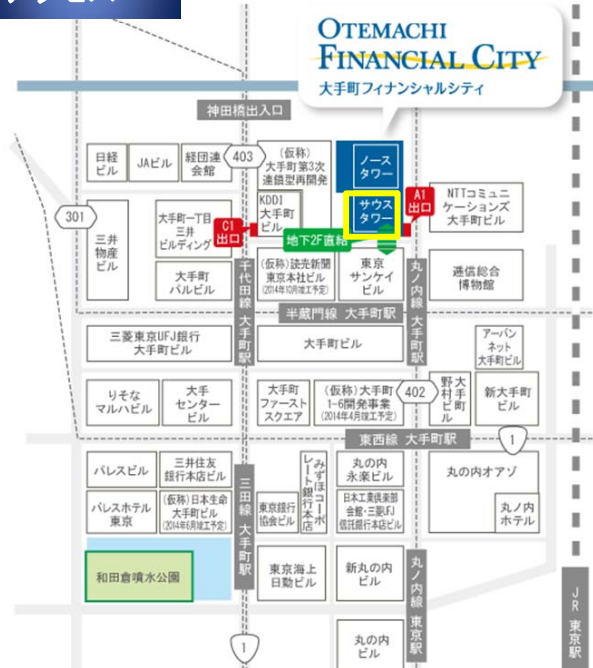 アクセス
OTEMACHI
FINANCIAL CITY
大手町フィナンシャルシティ
神田橋出入口
日経
ビル
JAビル
経団連
会館
403
(仮称)
大手町第3次
連鎖型再開発
ノース
タワー
サウス
タワー
A1
出口
NTTコミュニ
ケーションズ
大手町ビル
301
三井
物産
ビル
大手町一丁目
三井
ビルディング
KDDI
大手町
ビル
C1
出口
地下2F直結
大手町
パルビル
千代田線 大手町駅
(仮称)読売新聞
東京本社ビル
(2014年10月竣工予定)
東京
サンケイ
ビル
丸ノ内線 大手町駅
逓信総合
博物館
半蔵門線 大手町駅
三菱東京UFJ銀行
大手町ビル
大手町ビル
アーバン
ネット
大手町ビル
りそな
マルハビル
大手
センター
ビル
大手町
ファースト
スクエア
(仮称)大手町
1-6開発事業
(2014年4月竣工予定)
402
大手町
野村ビル
新大手町
ビル
東西線 大手町駅
1
パレスビル
三井住友
銀行本店ビル
三田線 大手町駅
みずほコーポ
レート銀行本店
丸の内
永楽ビル
丸の内オアゾ
パレスホテル
東京
(仮称)日本生命
大手町ビル
(2014年6月竣工予定)
東京銀行
協会ビル
日本工業倶楽部
会館・三菱UFJ
信託銀行本店ビル
丸ノ内
ホテル
和田倉噴水公園
東京海上
日動ビル
新丸の内
ビル
丸ノ内線 東京駅
JR 東京駅
1
丸の内
ビル